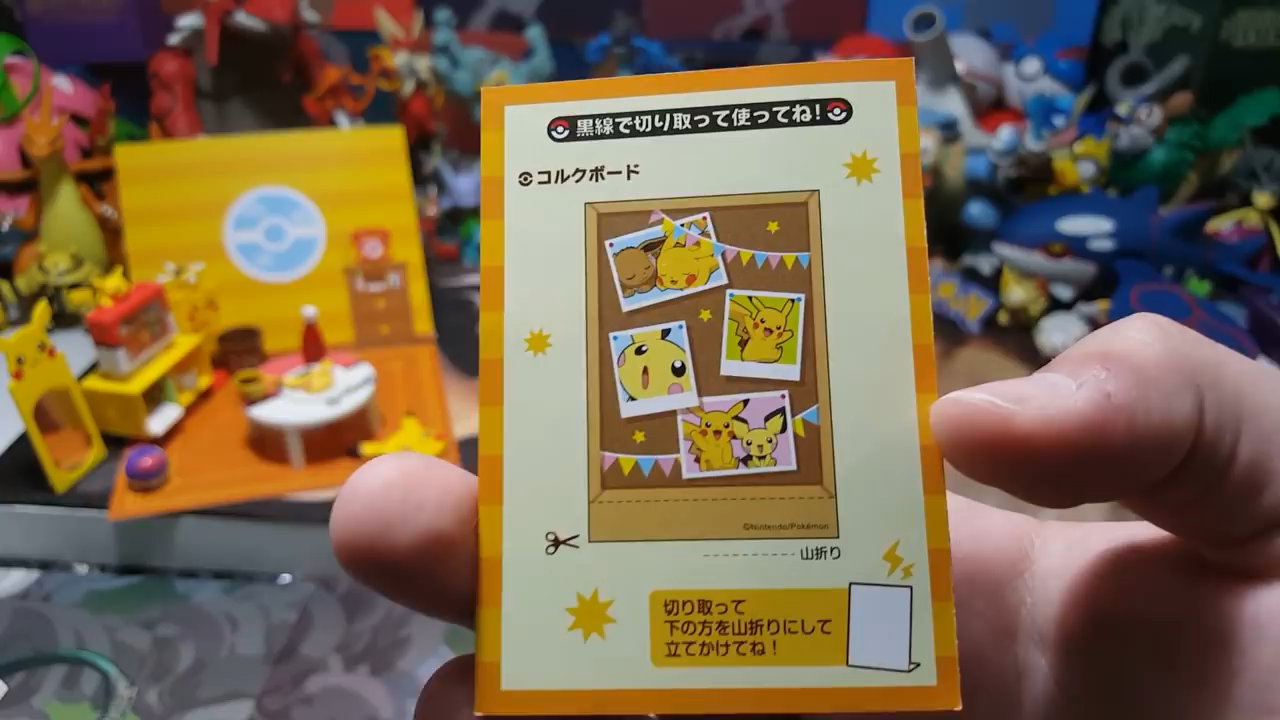 黒線で切り取って使ってね!
コルクボード
©Nintendo/Pokémon
山折り
切り取って
下の方を山折りにして
立てかけてね!